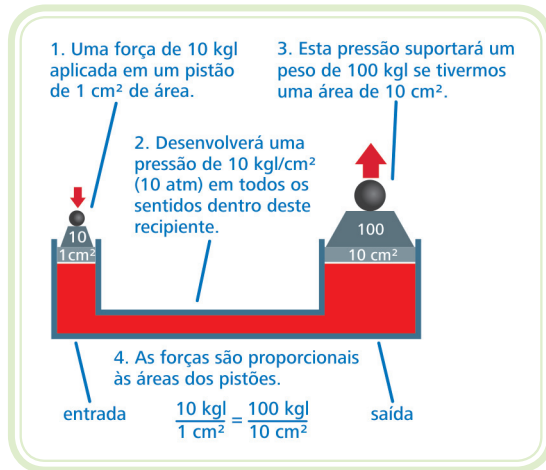 1. Uma força de 10 kgl
aplicada em um pistão
de 1 cm² de área.
3. Esta pressão suportará um
peso de 100 kgl se tivermos
uma área de 10 cm².
2. Desenvolverá uma
pressão de 10 kgl/cm²
(10 atm) em todos os
sentidos dentro deste
recipiente.
10
1cm²
100
10 cm²
4. As forças são proporcionais
às áreas dos pistões.
entrada
10 kgl / 1 cm² = 100 kgl / 10 cm²
saída